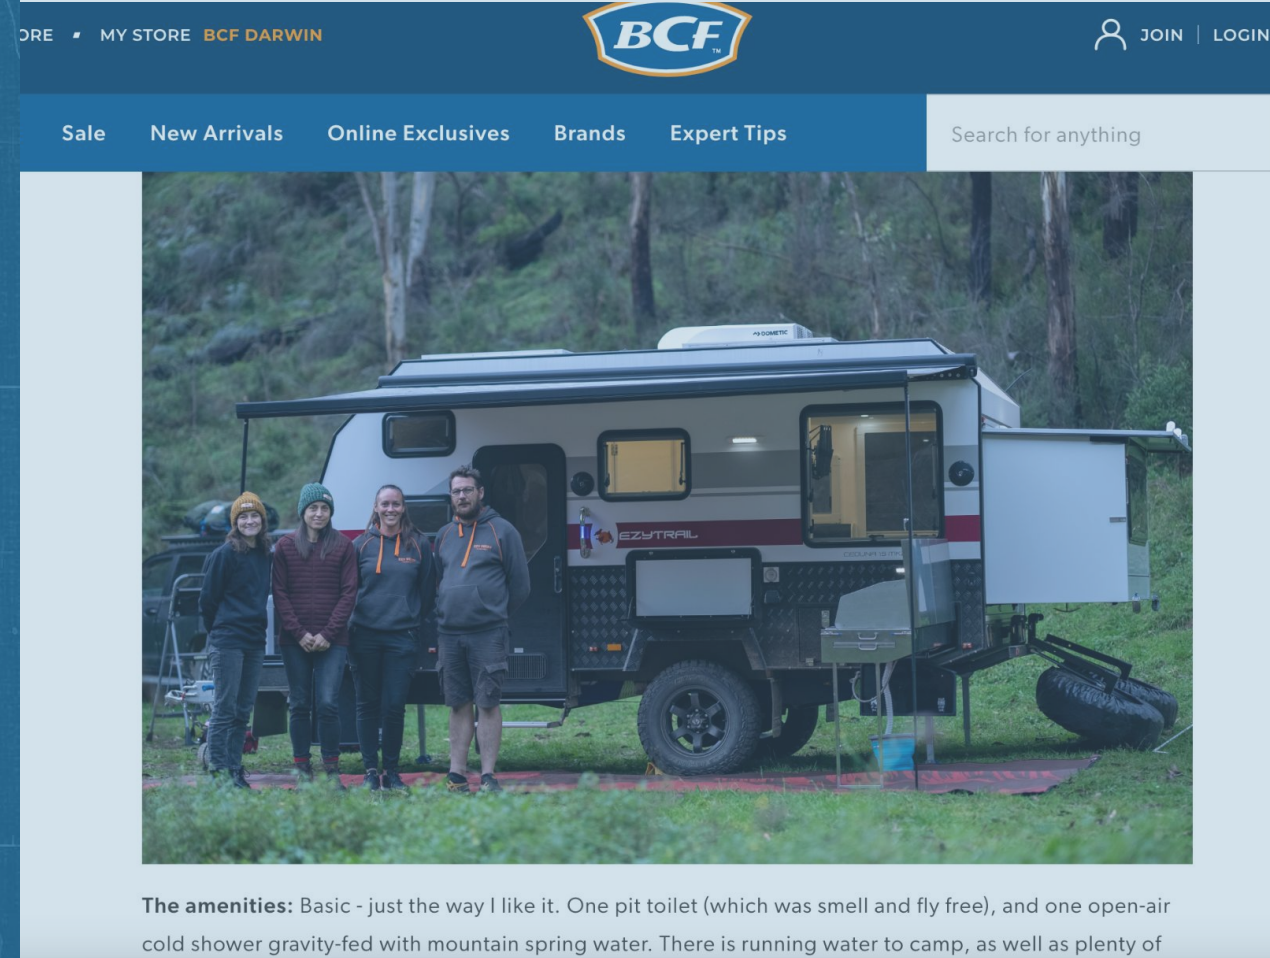 ORE MY STORE BCF DARWIN
BCF™
JOIN | LOGIN
Sale New Arrivals Online Exclusives Brands Expert Tips
Search for anything
DOMETIC
EZYTRAIL
The amenities: Basic - just the way I like it. One pit toilet (which was smell and fly free), and one open-air
cold shower gravity-fed with mountain spring water. There is running water to camp, as well as plenty of